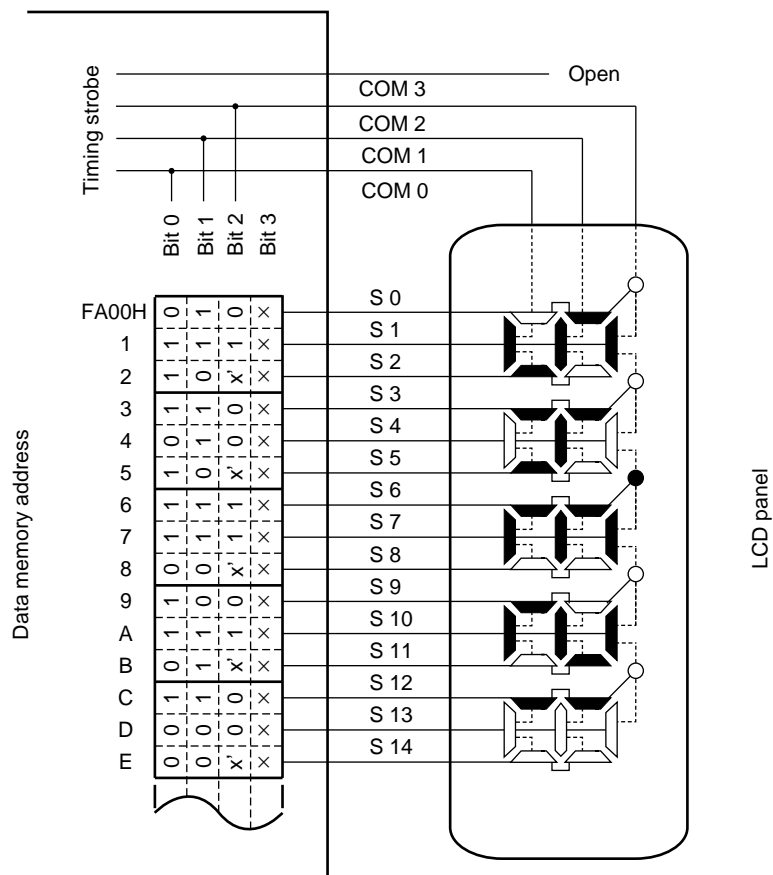 Open
COM 3
COM 2
COM 1
COM 0
Timing strobe
Bit 0
Bit 1
Bit 2
Bit 3
FA00H 0 1 0 × S 0
1 1 1 1 × S 1
2 1 0 x' × S 2
3 1 1 0 × S 3
4 0 1 0 × S 4
5 1 0 x' × S 5
6 1 1 1 × S 6
7 1 1 1 × S 7
8 0 0 x' × S 8
9 1 0 0 × S 9
A 1 1 1 × S 10
B 0 1 x' × S 11
C 1 1 0 × S 12
D 0 0 0 × S 13
E 0 0 x' × S 14
Data memory address
LCD panel